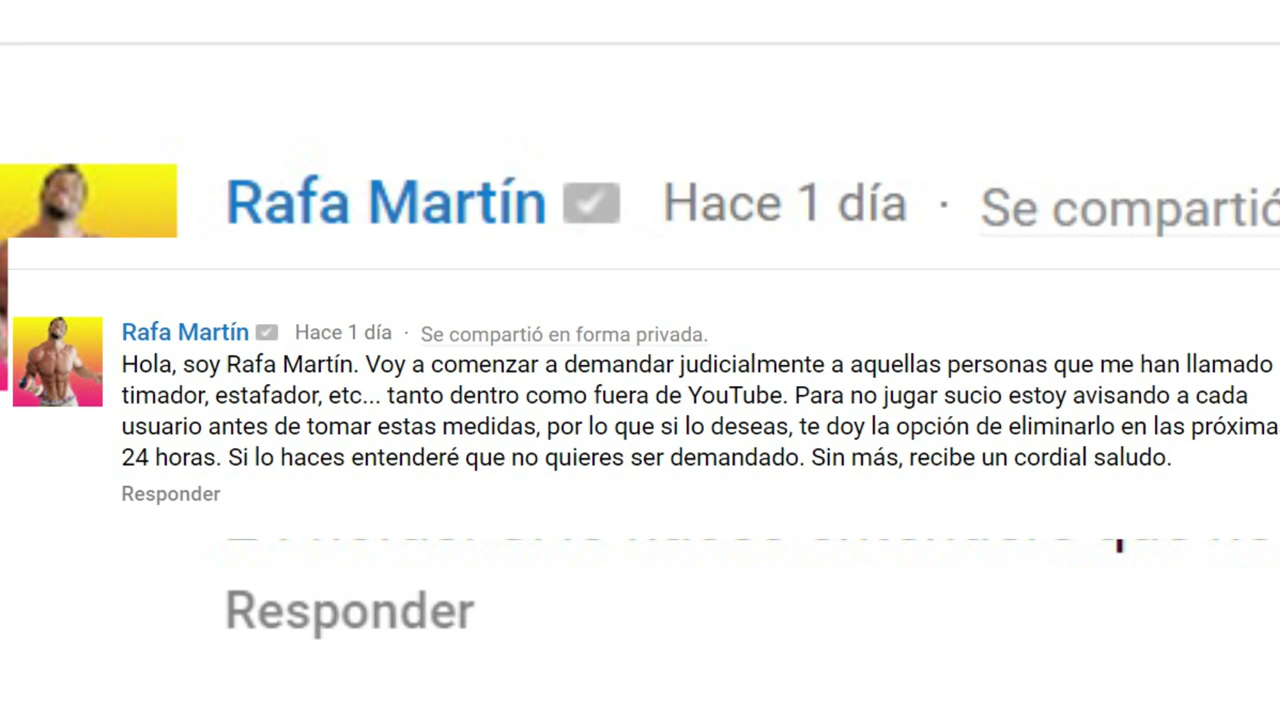 Rafa Martín Hace 1 día · Se compartió
Rafa Martín Hace 1 día · Se compartió en forma privada.
Hola, soy Rafa Martín. Voy a comenzar a demandar judicialmente a aquellas personas que me han llamado
timador, estafador, etc... tanto dentro como fuera de YouTube. Para no jugar sucio estoy avisando a cada
usuario antes de tomar estas medidas, por lo que si lo deseas, te doy la opción de eliminarlo en las próxima
24 horas. Si lo haces entenderé que no quieres ser demandado. Sin más, recibe un cordial saludo.
Responder
Responder